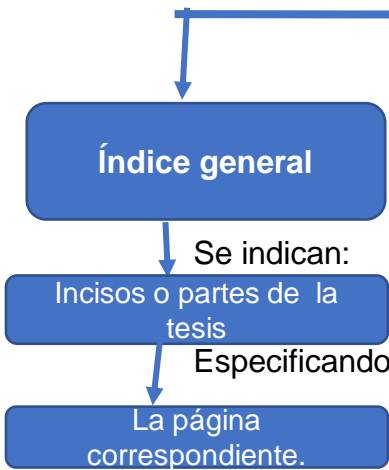 Índice general
Se indican:
Incisos o partes de la
tesis
Especificando
La página
correspondiente.